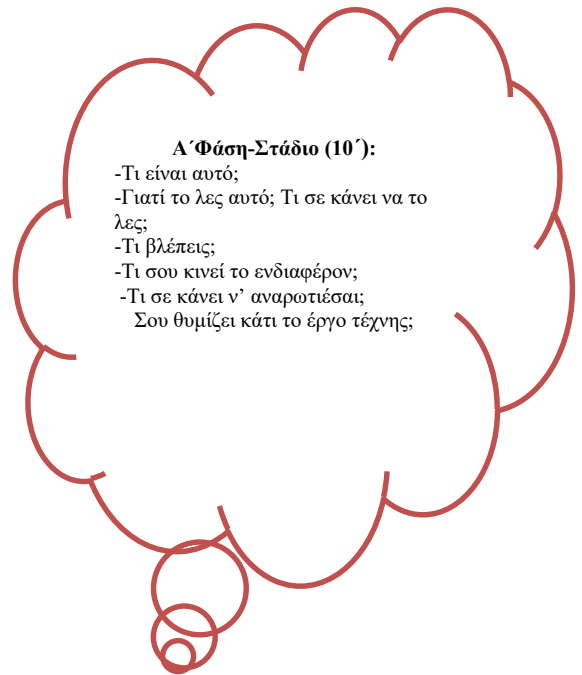 Α΄Φάση-Στάδιο (10΄):
-Τι είναι αυτό;
-Γιατί το λες αυτό; Τι σε κάνει να το
λες;
-Τι βλέπεις;
-Τι σου κινεί το ενδιαφέρον;
-Τι σε κάνει ν’ αναρωτιέσαι;
Σου θυμίζει κάτι το έργο τέχνης;